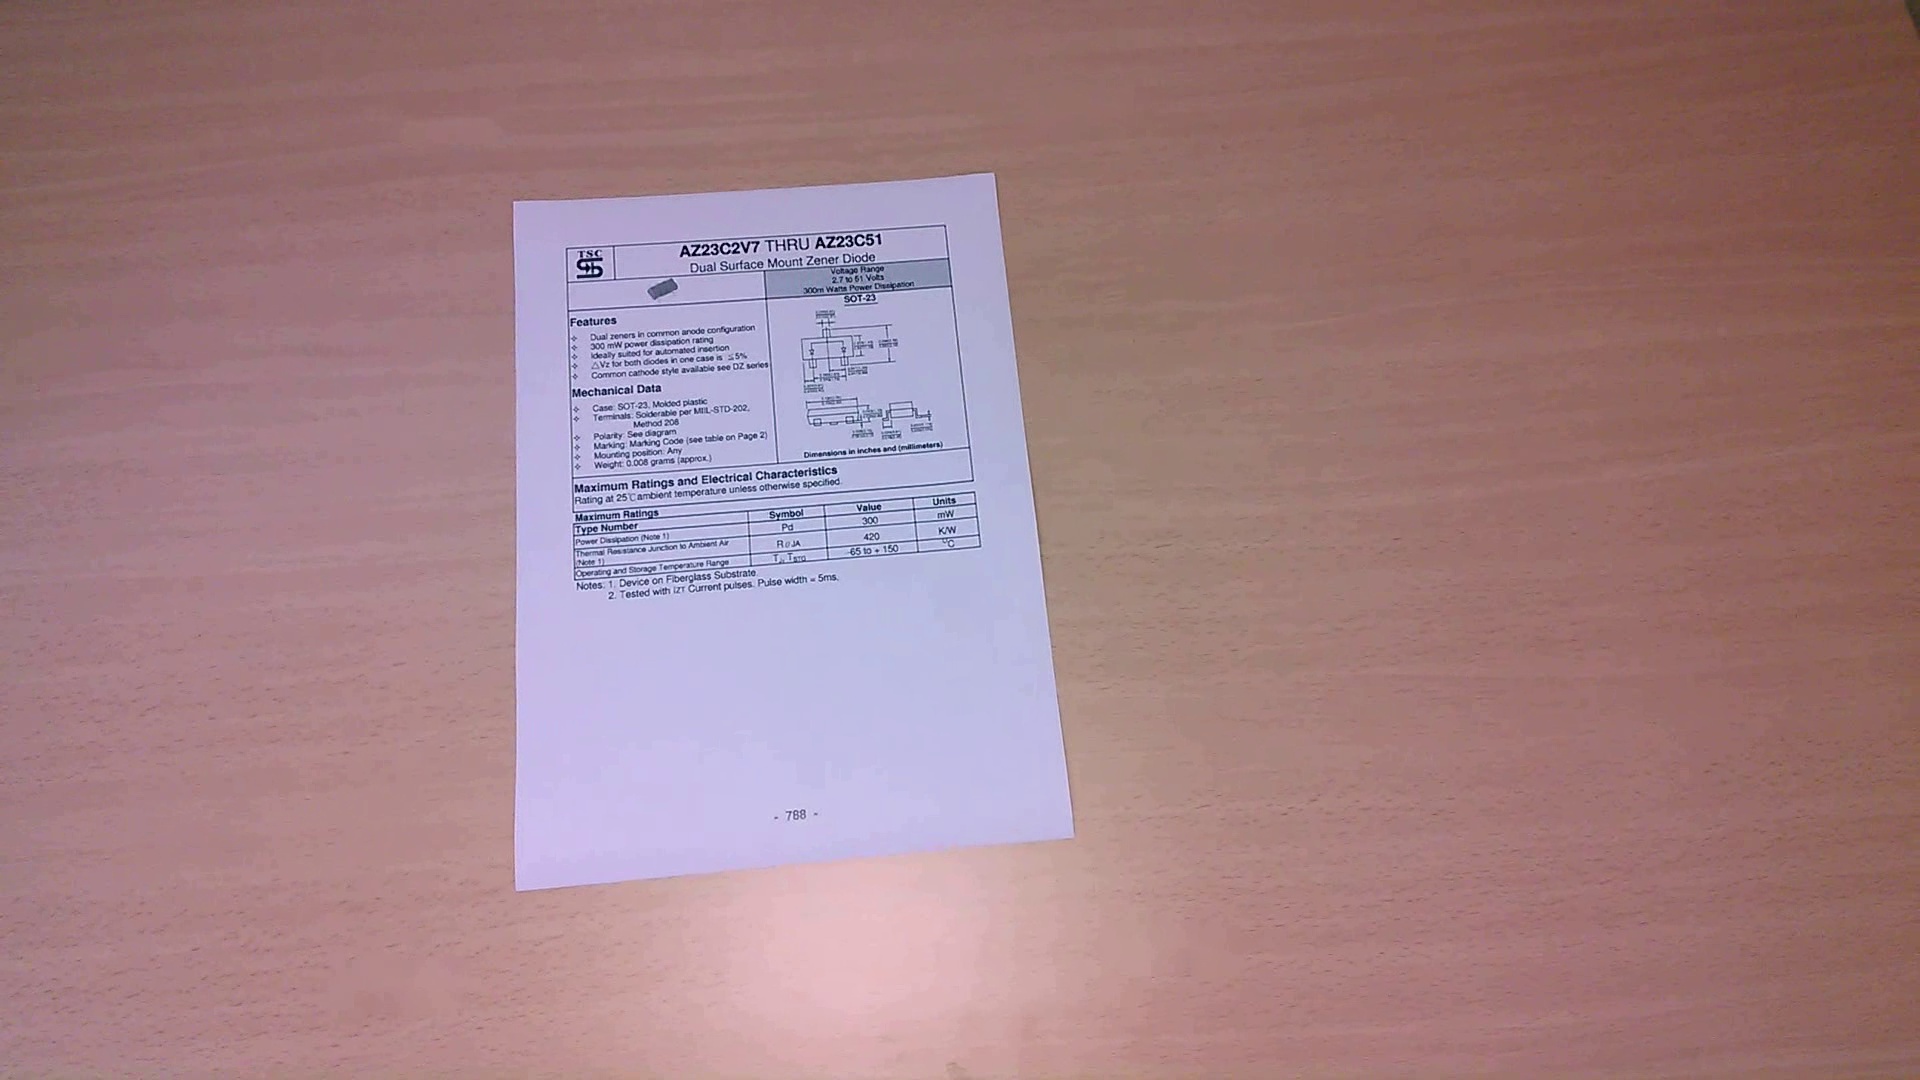 TSC
AZ23C2V7 THRU AZ23C51
Dual Surface Mount Zener Diode
Voltage Range
2.7 to 51 Volts
300m Watts Power Dissipation
SOT-23
Features
Dual zeners in common anode configuration
300 mW power dissipation rating
Ideally suited for automated insertion
△Vz for both diodes in one case is ≦5%
Common cathode style available see DZ series
Mechanical Data
Case: SOT-23, Molded plastic
Terminals: Solderable per MIIL-STD-202,
Method 208
Polarity: See diagram
Marking: Marking Code (see table on Page 2)
Mounting position: Any
Weight: 0.008 grams (approx.)
Dimensions in inches and (millimeters)
Maximum Ratings and Electrical Characteristics
Rating at 25℃ ambient temperature unless otherwise specified.
Maximum Ratings
Type Number Symbol Value Units
Power Dissipation (Note 1) Pd 300 mW
Thermal Resistance Junction to Ambient Air
(Note 1) RθJA 420 K/W
Operating and Storage Temperature Range TJ, TSTG -65 to + 150 °C
Notes: 1. Device on Fiberglass Substrate.
2. Tested with IZT Current pulses. Pulse width = 5ms.
- 788 -